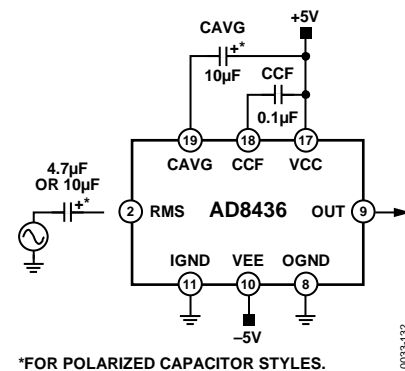 +5V
CAVG
+*
10µF
CCF
0.1µF
19
18
17
CAVG
CCF
VCC
4.7µF
OR 10µF
+*
2
RMS
AD8436
OUT
9
IGND
VEE
OGND
11
10
8
–5V
*FOR POLARIZED CAPACITOR STYLES.
0033-132